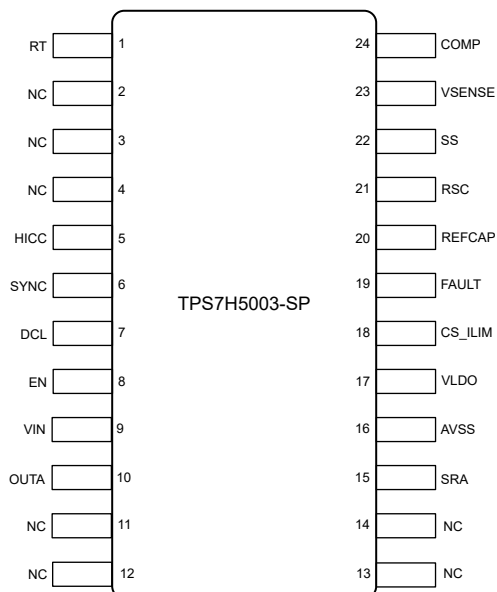 RT 1 24 COMP
NC 2 23 VSENSE
NC 3 22 SS
NC 4 21 RSC
HICC 5 20 REFCAP
SYNC 6 19 FAULT
TPS7H5003-SP
DCL 7 18 CS_ILIM
EN 8 17 VLDO
VIN 9 16 AVSS
OUTA 10 15 SRA
NC 11 14 NC
NC 12 13 NC